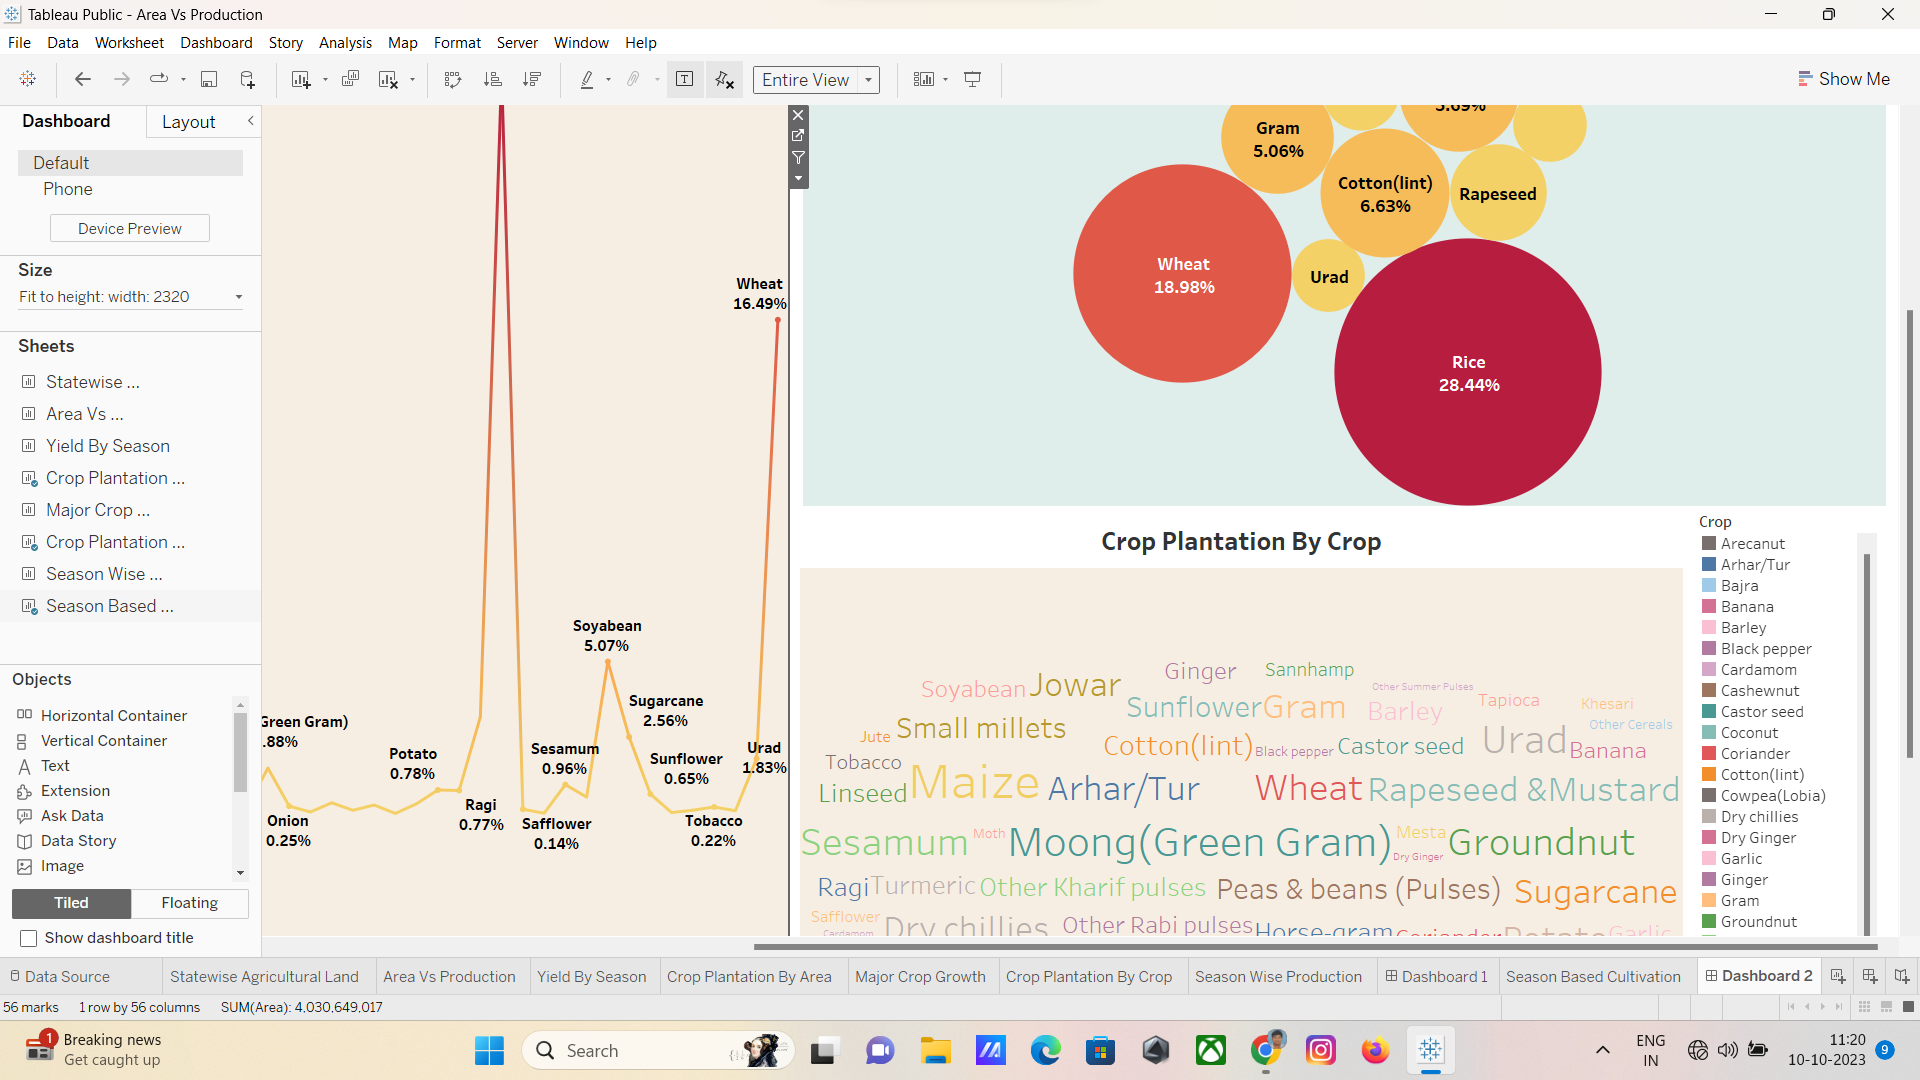 Tableau Public - Area Vs Production
File Data Worksheet Dashboard Story Analysis Map Format Server Window Help
Entire View
Show Me
Dashboard
Layout
Default
Phone
Device Preview
Size
Fit to height: width: 2320
Sheets
Statewise ...
Area Vs ...
Yield By Season
Crop Plantation ...
Major Crop ...
Crop Plantation ...
Season Wise ...
Season Based ...
Objects
Horizontal Container
Vertical Container
Text
Extension
Ask Data
Data Story
Image
Tiled
Floating
Show dashboard title
Wheat
16.49%
Soyabean
5.07%
Sugarcane
2.56%
Green Gram)
.88%
Potato
0.78%
Sesamum
0.96%
Sunflower
0.65%
Urad
1.83%
Onion
0.25%
Ragi
0.77%
Safflower
0.14%
Tobacco
0.22%
3.69%
Gram
5.06%
Cotton(lint)
6.63%
Rapeseed
Wheat
18.98%
Urad
Rice
28.44%
Crop Plantation By Crop
Ginger
Sannhamp
Soyabean
Jowar
Other Summer Pulses
Tapioca
Khesari
Sunflower
Gram
Barley
Other Cereals
Jute
Small millets
Cotton(lint)
Black pepper
Castor seed
Urad
Banana
Tobacco
Linseed
Maize
Arhar/Tur
Wheat
Rapeseed &Mustard
Sesamum
Moth
Moong(Green Gram)
Mesta
Dry Ginger
Groundnut
Ragi
Turmeric
Other Kharif pulses
Peas & beans (Pulses)
Sugarcane
Safflower
Cardamom
Dry chillies
Other Rabi pulses
Horse-gram
Coriander
Potato
Garlic
Crop
Arecanut
Arhar/Tur
Bajra
Banana
Barley
Black pepper
Cardamom
Cashewnut
Castor seed
Coconut
Coriander
Cotton(lint)
Cowpea(Lobia)
Dry chillies
Dry Ginger
Garlic
Ginger
Gram
Groundnut
Data Source
Statewise Agricultural Land
Area Vs Production
Yield By Season
Crop Plantation By Area
Major Crop Growth
Crop Plantation By Crop
Season Wise Production
Dashboard 1
Season Based Cultivation
Dashboard 2
56 marks 1 row by 56 columns SUM(Area): 4,030,649,017
1
Breaking news
Get caught up
Search
ENG
IN
11:20
10-10-2023
9